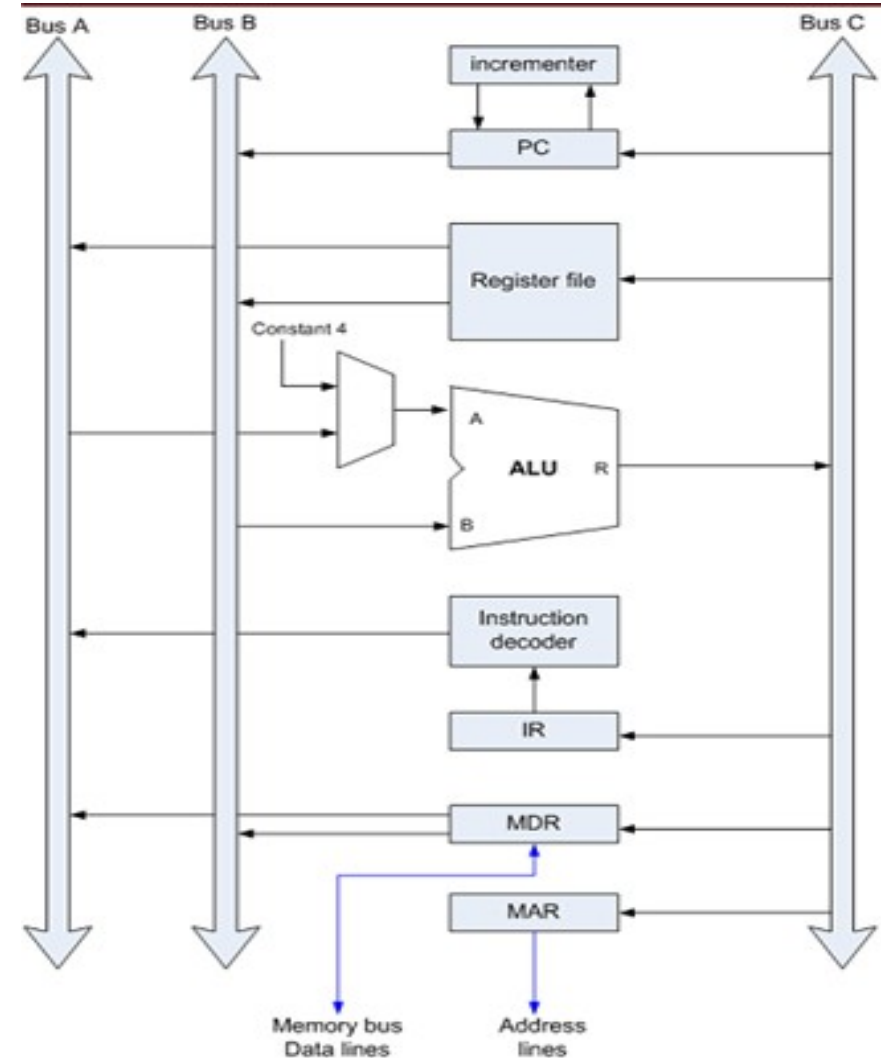 Bus A
Bus B
Bus C
incrementer
PC
Register file
Constant 4
A
ALU
R
B
Instruction
decoder
IR
MDR
MAR
Memory bus
Data lines
Address
lines